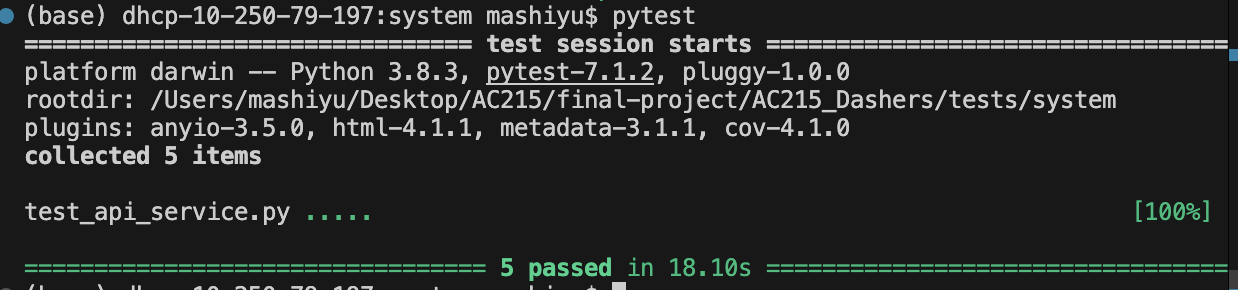 (base) dhcp-10-250-79-197:system mashiyu$ pytest
================================ test session starts =================================
platform darwin -- Python 3.8.3, pytest-7.1.2, pluggy-1.0.0
rootdir: /Users/mashiyu/Desktop/AC215/final-project/AC215_Dashers/tests/system
plugins: anyio-3.5.0, html-4.1.1, metadata-3.1.1, cov-4.1.0
collected 5 items
test_api_service.py ..... [100%]
================================= 5 passed in 18.10s =================================